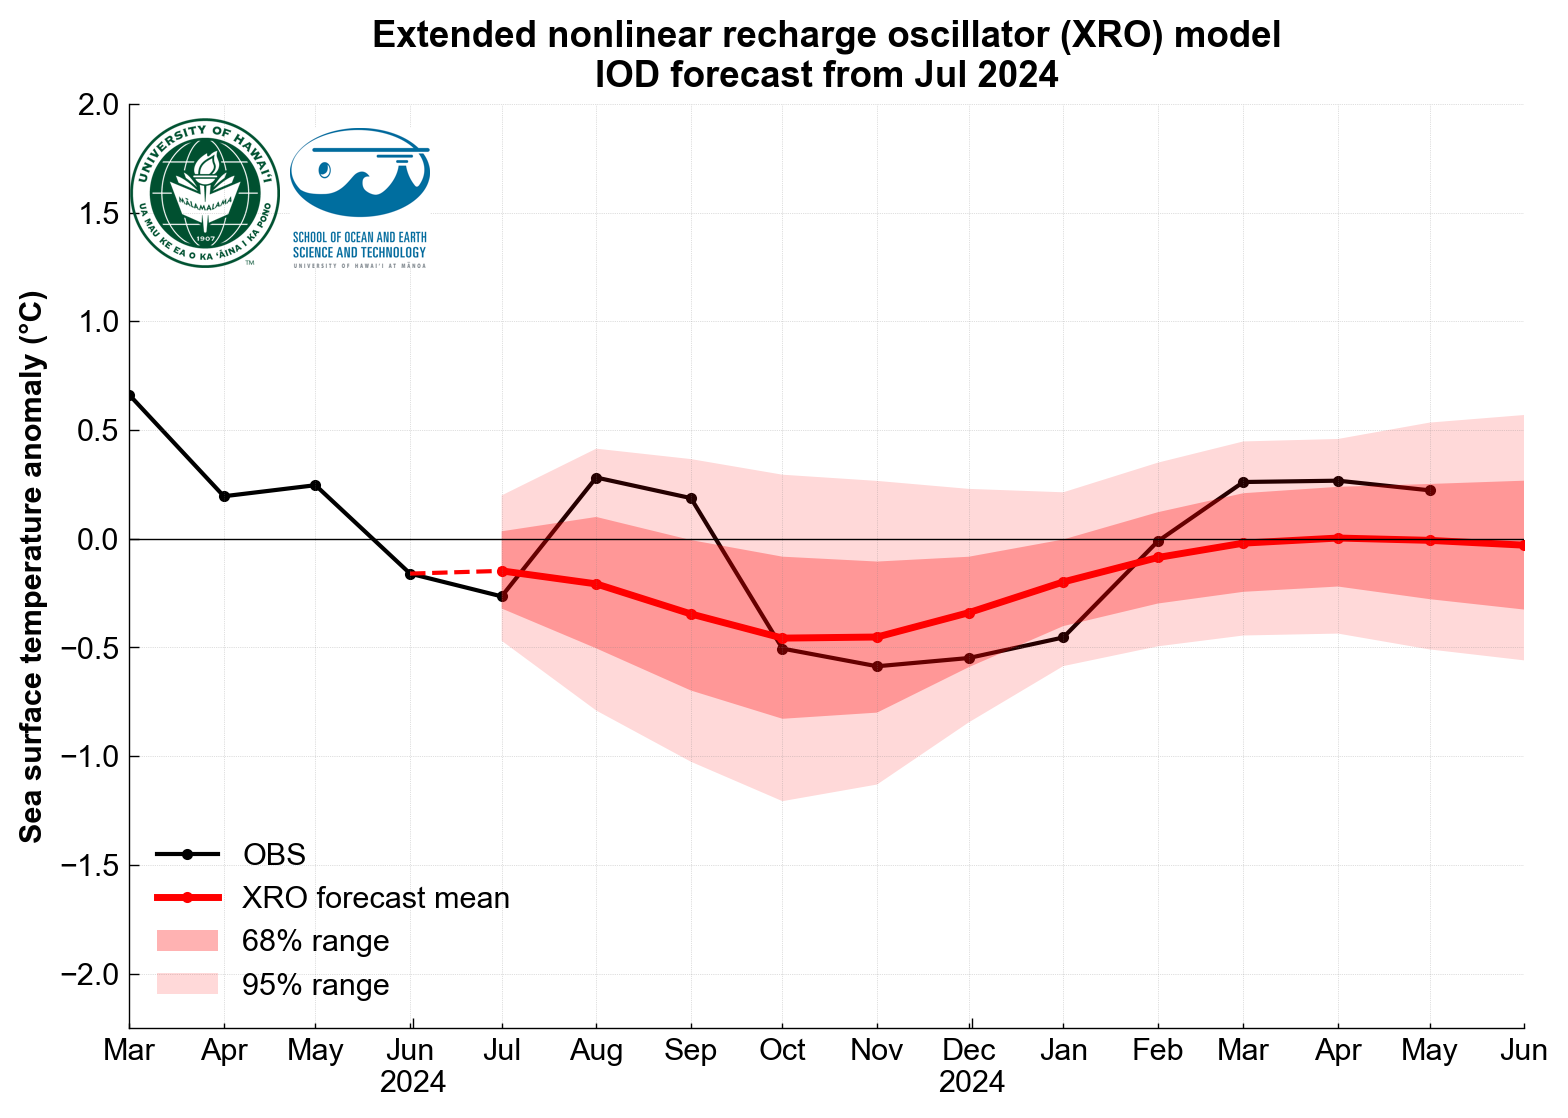 Extended nonlinear recharge oscillator (XRO) model
IOD forecast from Jul 2024
UNIVERSITY OF HAWAI‘I
MĀLAMALAMA
1907
UA MAU KE EA O KA ‘ĀINA I KA PONO
TM
SCHOOL OF OCEAN AND EARTH
SCIENCE AND TECHNOLOGY
UNIVERSITY OF HAWAI‘I AT MĀNOA
Sea surface temperature anomaly (°C)
2.0
1.5
1.0
0.5
0.0
−0.5
−1.0
−1.5
−2.0
OBS
XRO forecast mean
68% range
95% range
Mar Apr May Jun Jul Aug Sep Oct Nov Dec Jan Feb Mar Apr May Jun
2024 2024